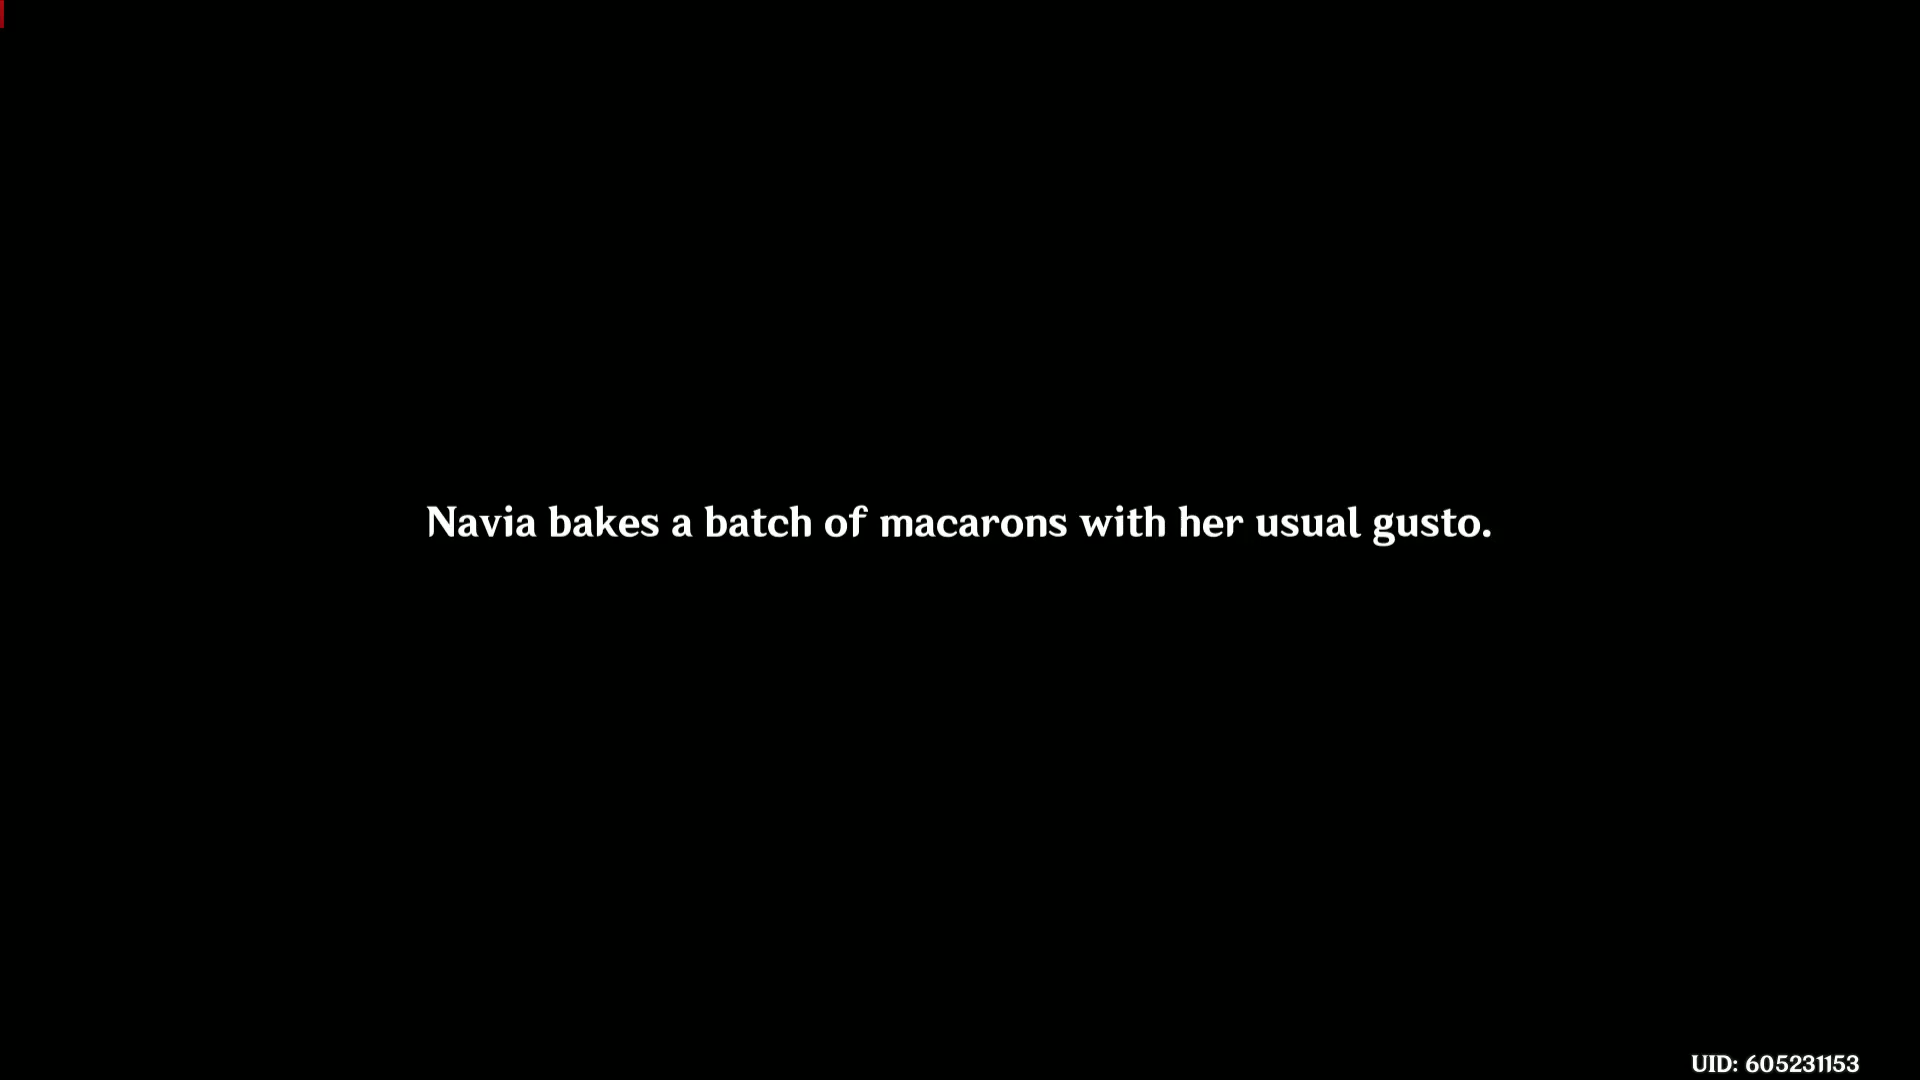 Navia bakes a batch of macarons with her usual gusto.
UID: 605231153